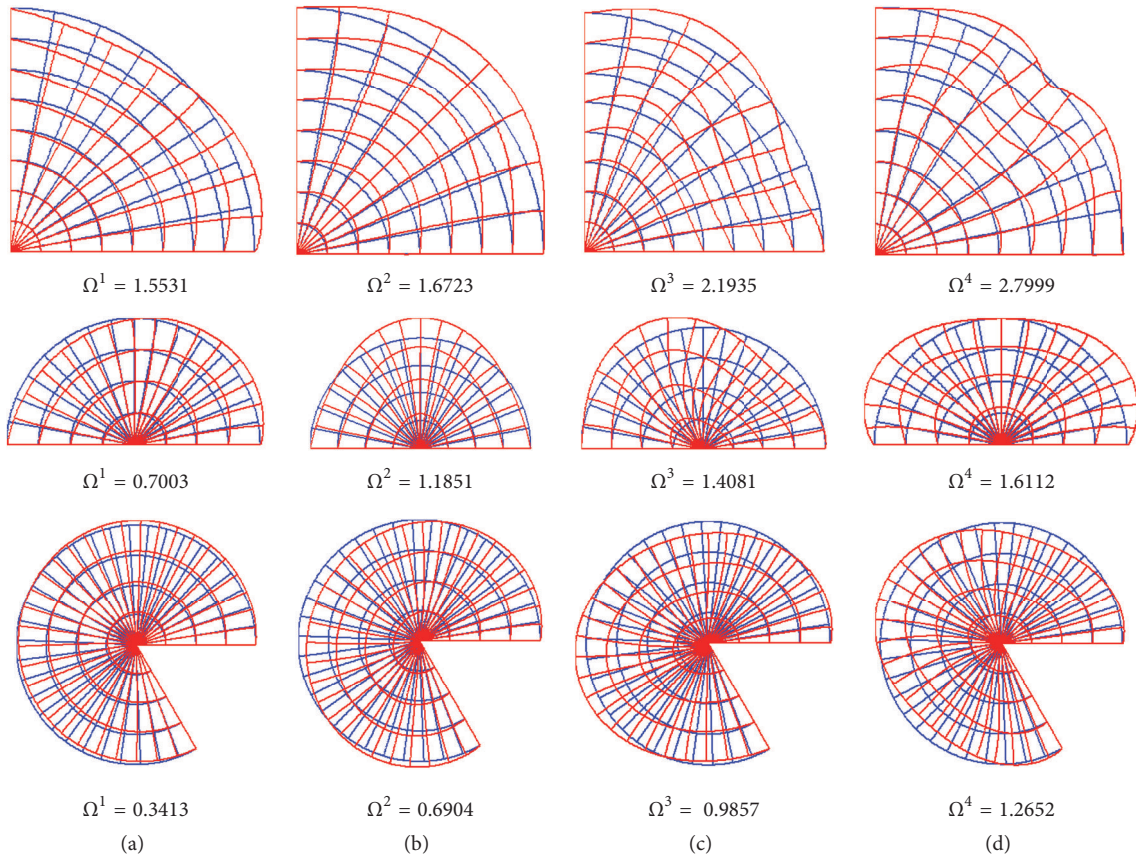 Ω¹ = 1.5531 Ω² = 1.6723 Ω³ = 2.1935 Ω⁴ = 2.7999
Ω¹ = 0.7003 Ω² = 1.1851 Ω³ = 1.4081 Ω⁴ = 1.6112
Ω¹ = 0.3413 Ω² = 0.6904 Ω³ = 0.9857 Ω⁴ = 1.2652
(a) (b) (c) (d)